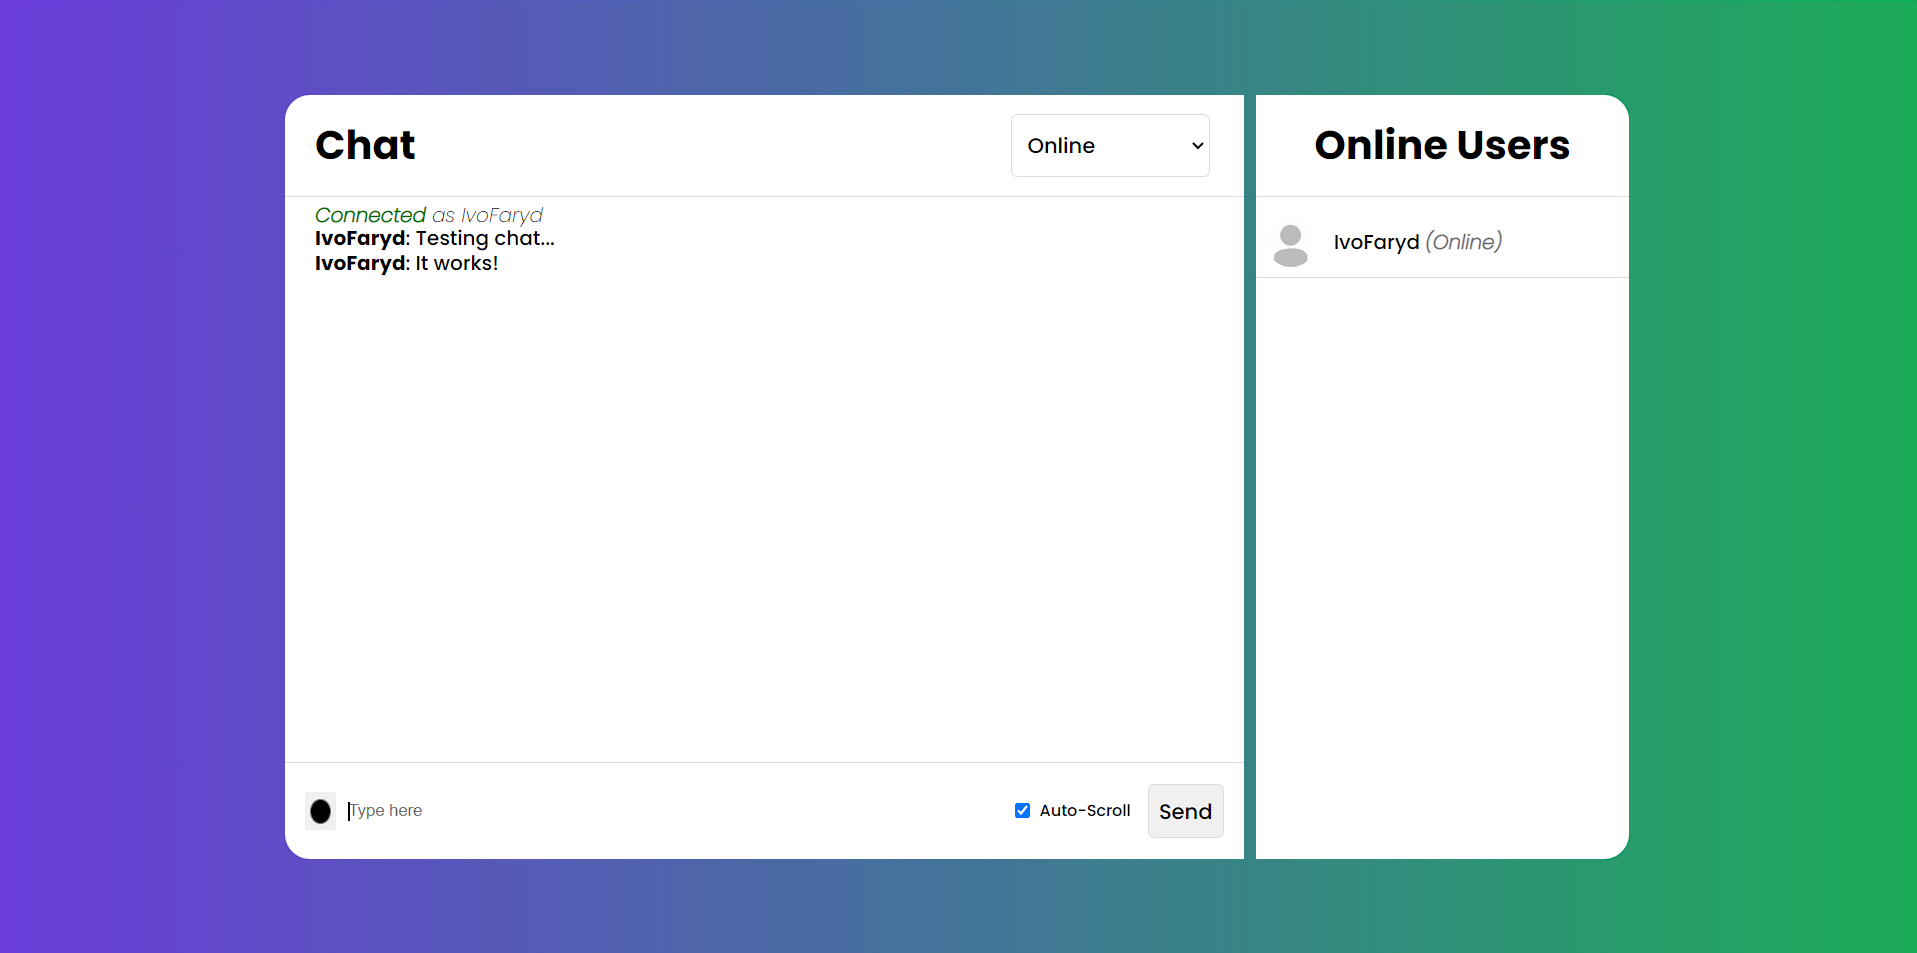 Chat
Online
Connected as IvoFaryd
IvoFaryd: Testing chat...
IvoFaryd: It works!
Type here
Auto-Scroll
Send
Online Users
IvoFaryd (Online)